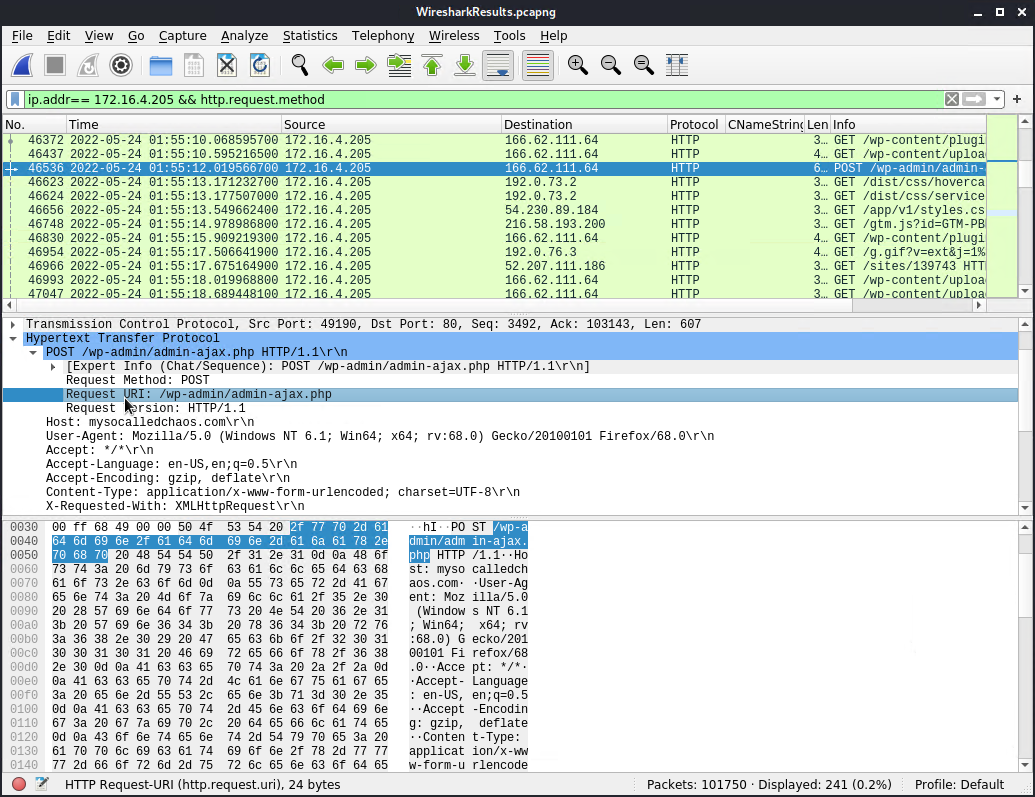 WiresharkResults.pcapng
File Edit View Go Capture Analyze Statistics Telephony Wireless Tools Help
ip.addr== 172.16.4.205 && http.request.method
No. Time Source Destination Protocol CNameString Len Info
46372 2022-05-24 01:55:10.068595700 172.16.4.205 166.62.111.64 HTTP 3… GET /wp-content/plugi
46437 2022-05-24 01:55:10.595216500 172.16.4.205 166.62.111.64 HTTP 4… GET /wp-content/uploa
46536 2022-05-24 01:55:12.019566700 172.16.4.205 166.62.111.64 HTTP 6… POST /wp-admin/admin-
46623 2022-05-24 01:55:13.171232700 172.16.4.205 192.0.73.2 HTTP 3… GET /dist/css/hoverca
46624 2022-05-24 01:55:13.177507000 172.16.4.205 192.0.73.2 HTTP 3… GET /dist/css/service
46656 2022-05-24 01:55:13.549662400 172.16.4.205 54.230.89.184 HTTP 3… GET /app/v1/styles.cs
46748 2022-05-24 01:55:14.978986800 172.16.4.205 216.58.193.200 HTTP 3… GET /gtm.js?id=GTM-PB
46830 2022-05-24 01:55:15.909219300 172.16.4.205 166.62.111.64 HTTP 4… GET /wp-content/plugi
46954 2022-05-24 01:55:17.506641900 172.16.4.205 192.0.76.3 HTTP 4… GET /g.gif?v=ext&j=1%
46966 2022-05-24 01:55:17.675164900 172.16.4.205 52.207.111.186 HTTP 3… GET /sites/139743 HTT
46993 2022-05-24 01:55:18.019968800 172.16.4.205 166.62.111.64 HTTP 3… GET /wp-content/uploa
47047 2022-05-24 01:55:18.689448100 172.16.4.205 166.62.111.64 HTTP 3… GET /wp-content/uploa
Transmission Control Protocol, Src Port: 49190, Dst Port: 80, Seq: 3492, Ack: 103143, Len: 607
Hypertext Transfer Protocol
POST /wp-admin/admin-ajax.php HTTP/1.1\r\n
[Expert Info (Chat/Sequence): POST /wp-admin/admin-ajax.php HTTP/1.1\r\n]
Request Method: POST
Request URI: /wp-admin/admin-ajax.php
Request Version: HTTP/1.1
Host: mysocalledchaos.com\r\n
User-Agent: Mozilla/5.0 (Windows NT 6.1; Win64; x64; rv:68.0) Gecko/20100101 Firefox/68.0\r\n
Accept: */*\r\n
Accept-Language: en-US,en;q=0.5\r\n
Accept-Encoding: gzip, deflate\r\n
Content-Type: application/x-www-form-urlencoded; charset=UTF-8\r\n
X-Requested-With: XMLHttpRequest\r\n
0030 00 ff 68 49 00 00 50 4f 53 54 20 2f 77 70 2d 61 ··hI··PO ST /wp-a
0040 64 6d 69 6e 2f 61 64 6d 69 6e 2d 61 6a 61 78 2e dmin/adm in-ajax.
0050 70 68 70 20 48 54 54 50 2f 31 2e 31 0d 0a 48 6f php HTTP /1.1··Ho
0060 73 74 3a 20 6d 79 73 6f 63 61 6c 6c 65 64 63 68 st: myso calledch
0070 61 6f 73 2e 63 6f 6d 0d 0a 55 73 65 72 2d 41 67 aos.com· ·User-Ag
0080 65 6e 74 3a 20 4d 6f 7a 69 6c 6c 61 2f 35 2e 30 ent: Moz illa/5.0
0090 20 28 57 69 6e 64 6f 77 73 20 4e 54 20 36 2e 31 (Window s NT 6.1
00a0 3b 20 57 69 6e 36 34 3b 20 78 36 34 3b 20 72 76 ; Win64; x64; rv
00b0 3a 36 38 2e 30 29 20 47 65 63 6b 6f 2f 32 30 31 :68.0) G ecko/201
00c0 30 30 31 30 31 20 46 69 72 65 66 6f 78 2f 36 38 00101 Fi refox/68
00d0 2e 30 0d 0a 41 63 63 65 70 74 3a 20 2a 2f 2a 0d .0··Acce pt: */*·
00e0 0a 41 63 63 65 70 74 2d 4c 61 6e 67 75 61 67 65 ·Accept- Language
00f0 3a 20 65 6e 2d 55 53 2c 65 6e 3b 71 3d 30 2e 35 : en-US, en;q=0.5
0100 0d 0a 41 63 63 65 70 74 2d 45 6e 63 6f 64 69 6e ··Accept -Encodin
0110 67 3a 20 67 7a 69 70 2c 20 64 65 66 6c 61 74 65 g: gzip, deflate
0120 0d 0a 43 6f 6e 74 65 6e 74 2d 54 79 70 65 3a 20 ··Conten t-Type:
0130 61 70 70 6c 69 63 61 74 69 6f 6e 2f 78 2d 77 77 applicat ion/x-ww
0140 77 2d 66 6f 72 6d 2d 75 72 6c 65 6e 63 6f 64 65 w-form-u rlencode
HTTP Request-URI (http.request.uri), 24 bytes Packets: 101750 · Displayed: 241 (0.2%) Profile: Default